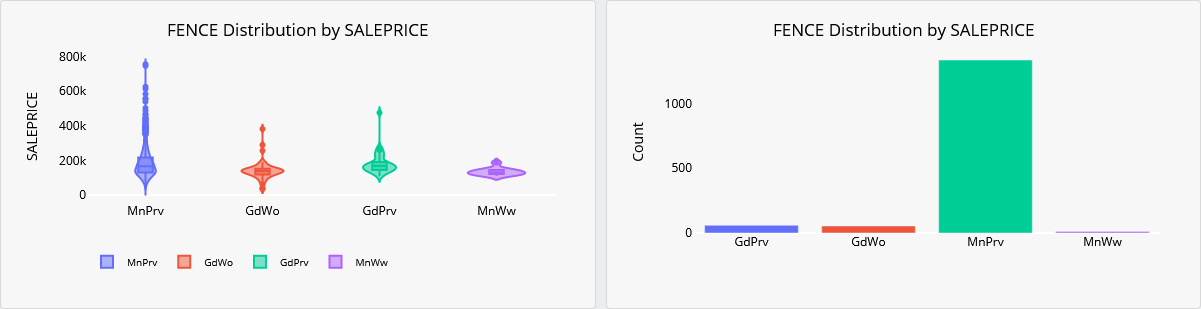 FENCE Distribution by SALEPRICE
SALEPRICE
800k
600k
400k
200k
0
MnPrv GdWo GdPrv MnWw
MnPrv GdWo GdPrv MnWw
FENCE Distribution by SALEPRICE
Count
1000
500
0
GdPrv GdWo MnPrv MnWw